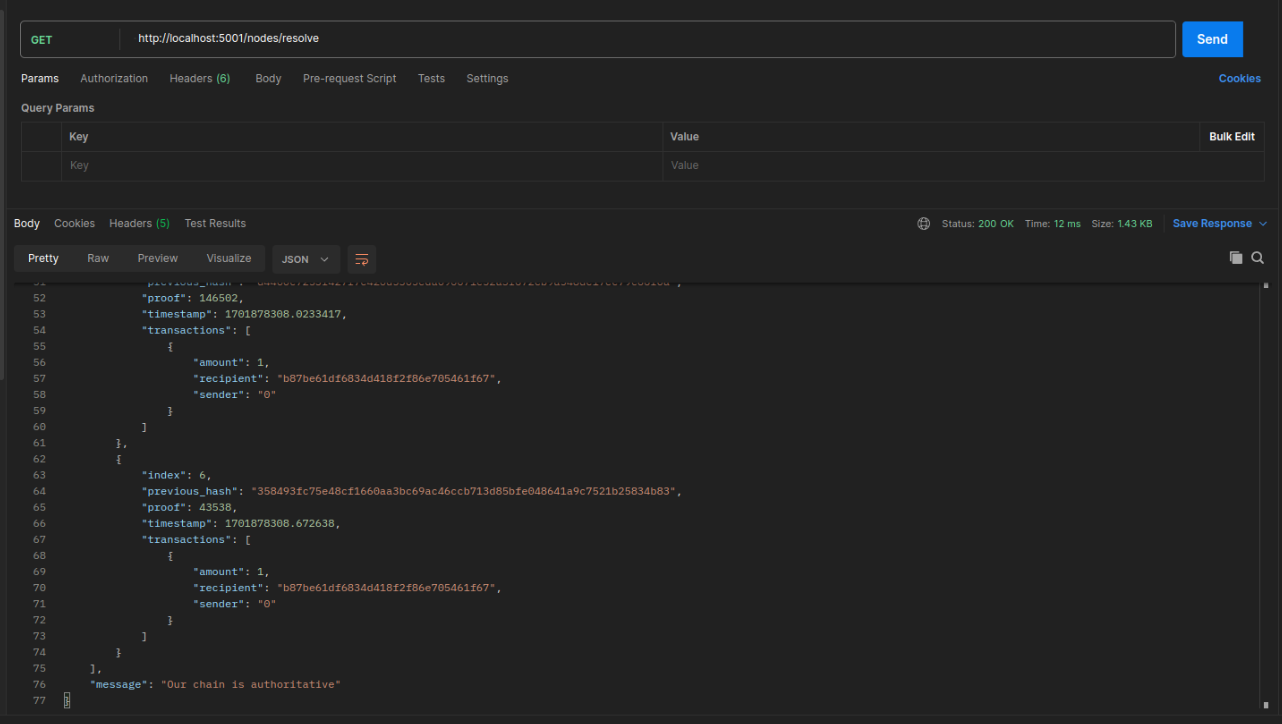 GET http://localhost:5001/nodes/resolve Send
Params Authorization Headers (6) Body Pre-request Script Tests Settings Cookies
Query Params
Key Value Bulk Edit
Key Value
Body Cookies Headers (5) Test Results Status: 200 OK Time: 12 ms Size: 1.43 KB Save Response
Pretty Raw Preview Visualize JSON
52 "proof": 146502,
53 "timestamp": 1701878308.0233417,
54 "transactions": [
55 {
56 "amount": 1,
57 "recipient": "b87be61df6834d418f2f86e705461f67",
58 "sender": "0"
59 }
60 ]
61 },
62 {
63 "index": 6,
64 "previous_hash": "358493fc75e48cf1660aa3bc69ac46ccb713d85bfe048641a9c7521b25834b83",
65 "proof": 43538,
66 "timestamp": 1701878308.672638,
67 "transactions": [
68 {
69 "amount": 1,
70 "recipient": "b87be61df6834d418f2f86e705461f67",
71 "sender": "0"
72 }
73 ]
74 }
75 ],
76 "message": "Our chain is authoritative"
77 }